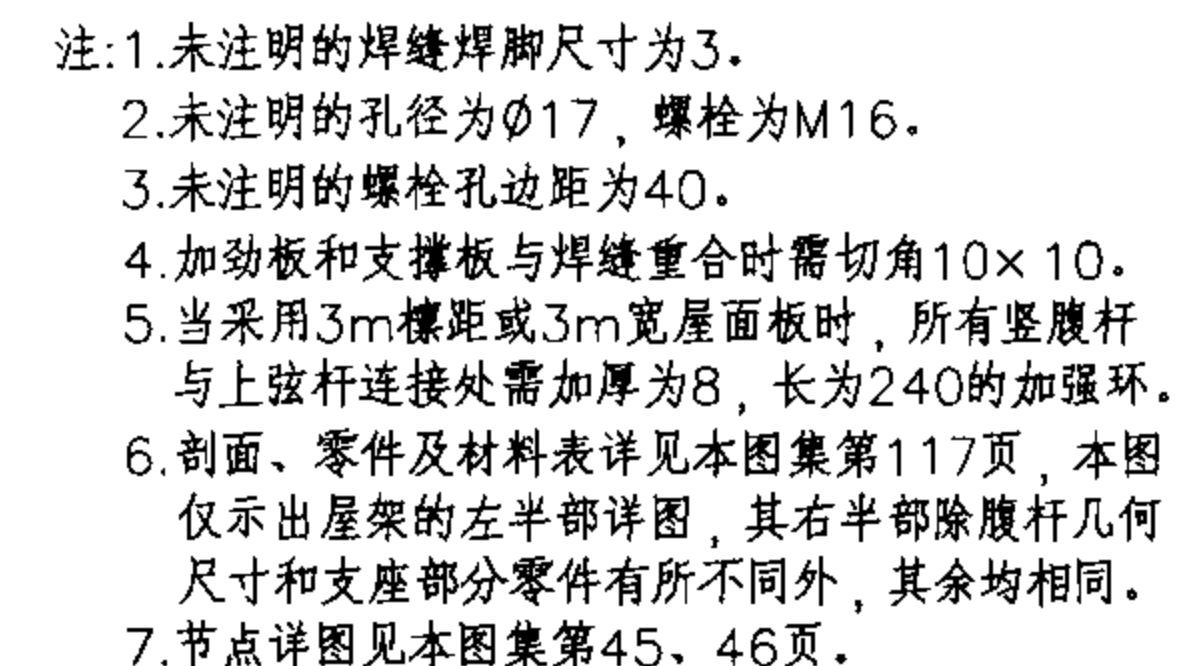 注:1.未注明的焊缝焊脚尺寸为3。
2.未注明的孔径为Ø17,螺栓为M16。
3.未注明的螺栓孔边距为40。
4.加劲板和支撑板与焊缝重合时需切角10×10。
5.当采用3m檩距或3m宽屋面板时,所有竖腹杆
与上弦杆连接处需加厚为8,长为240的加强环。
6.剖面、零件及材料表详见本图集第117页,本图
仅示出屋架的左半部详图,其右半部除腹杆几何
尺寸和支座部分零件有所不同外,其余均相同。
7.节点详图见本图集第45、46页。